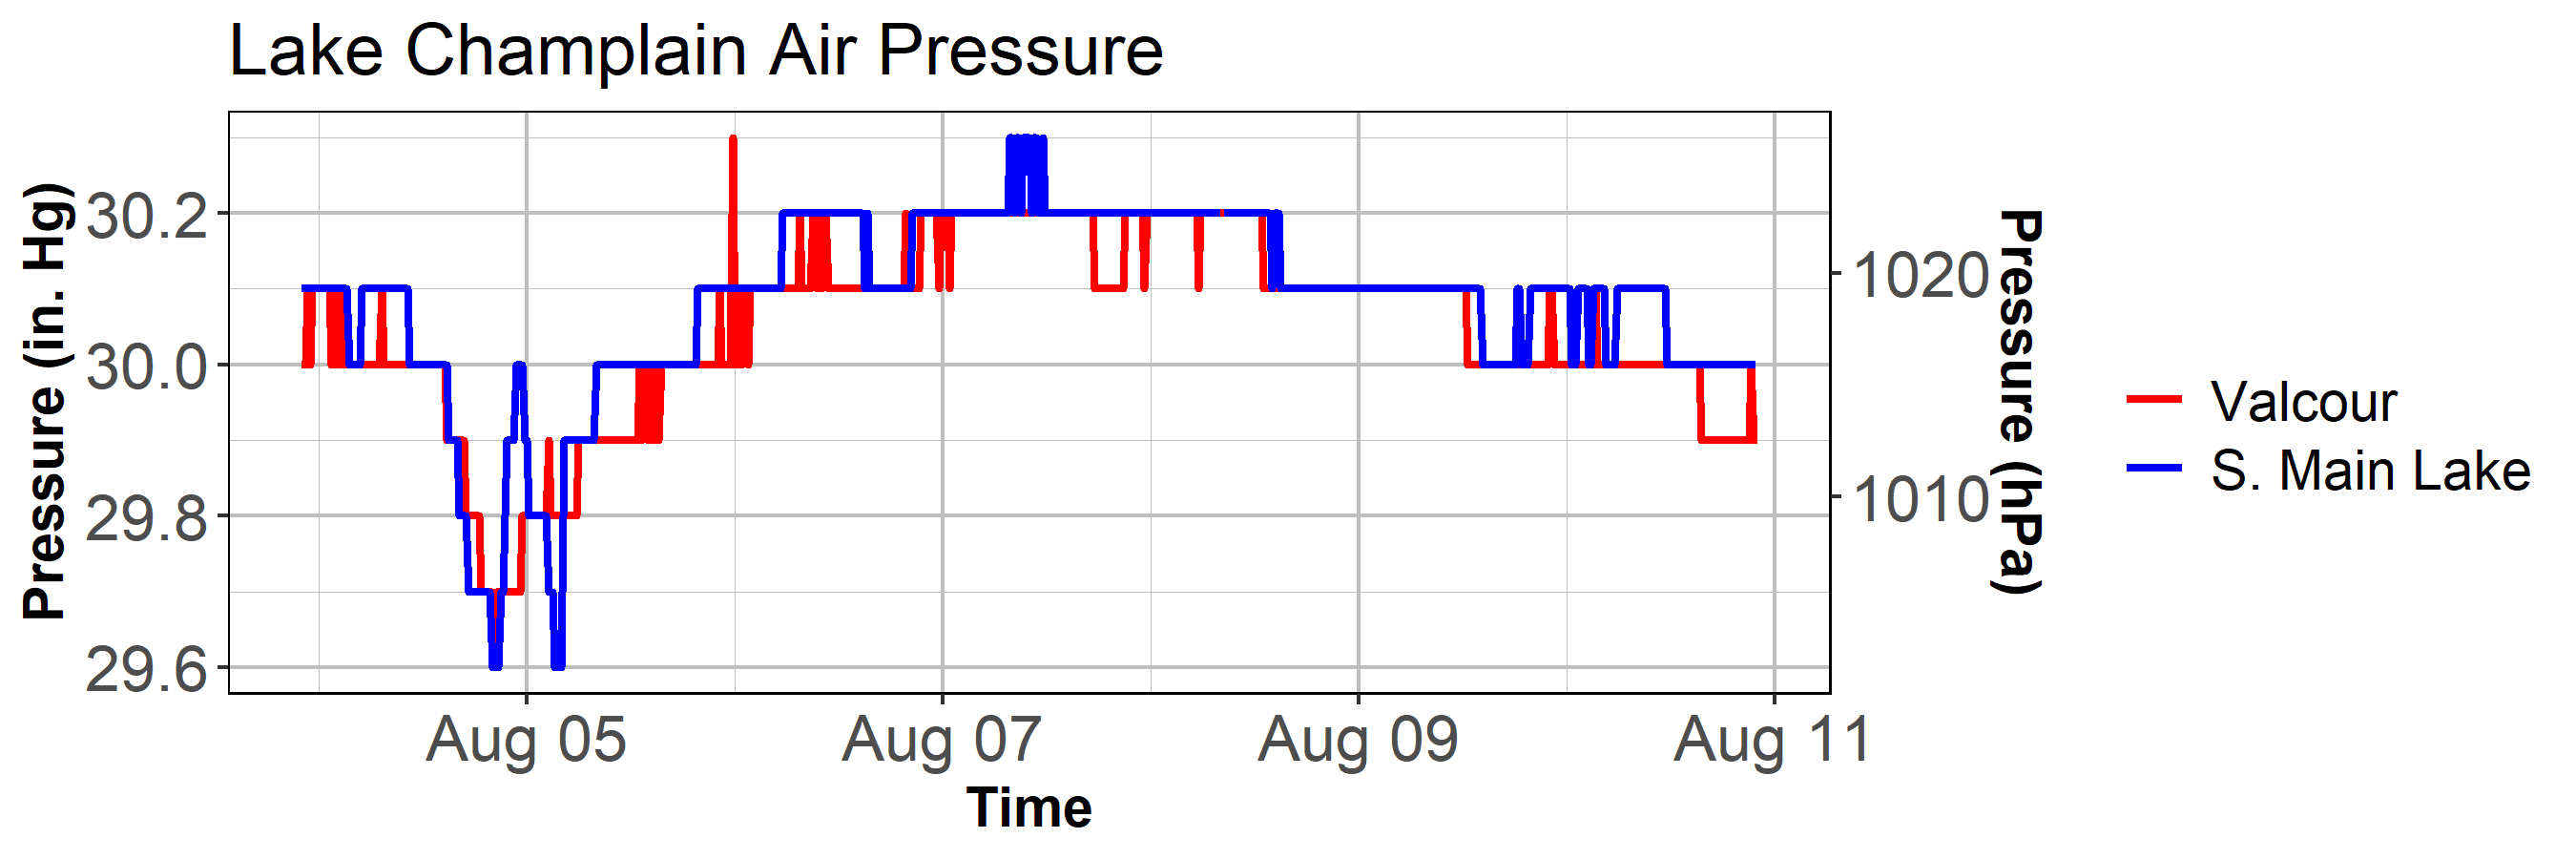 Lake Champlain Air Pressure
Pressure (in. Hg)
30.2
30.0
29.8
29.6
1020
1010
Pressure (hPa)
Aug 05 Aug 07 Aug 09 Aug 11
Time
Valcour
S. Main Lake